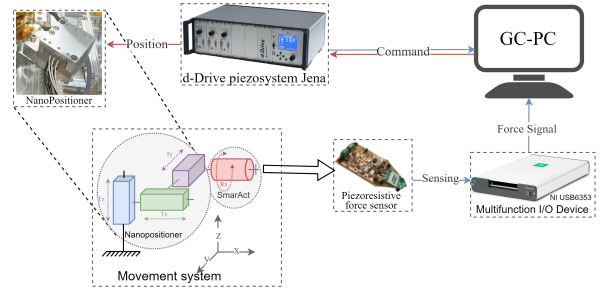 GC-PC
Position
Command
d-Drive
d-Drive piezosystem Jena
NanoPositioner
Force Signal
Ty
Rx
SmarAct
Tz
Tx
Sensing
NI USB6353
Piezoresistive
force sensor
Multifunction I/O Device
Nanopositioner
Z
X
Y
Movement system